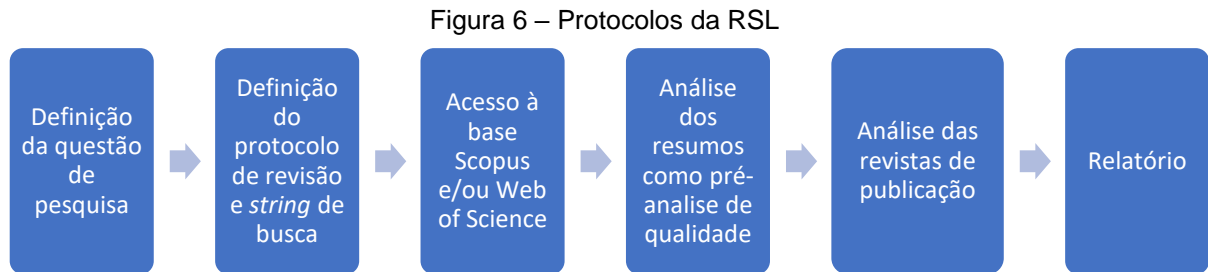 Figura 6 – Protocolos da RSL
Definição
da questão
de
pesquisa
Definição
do
protocolo
de revisão
e string de
busca
Acesso à
base
Scopus
e/ou Web
of Science
Análise
dos
resumos
como pré-
analise de
qualidade
Análise das
revistas de
publicação
Relatório